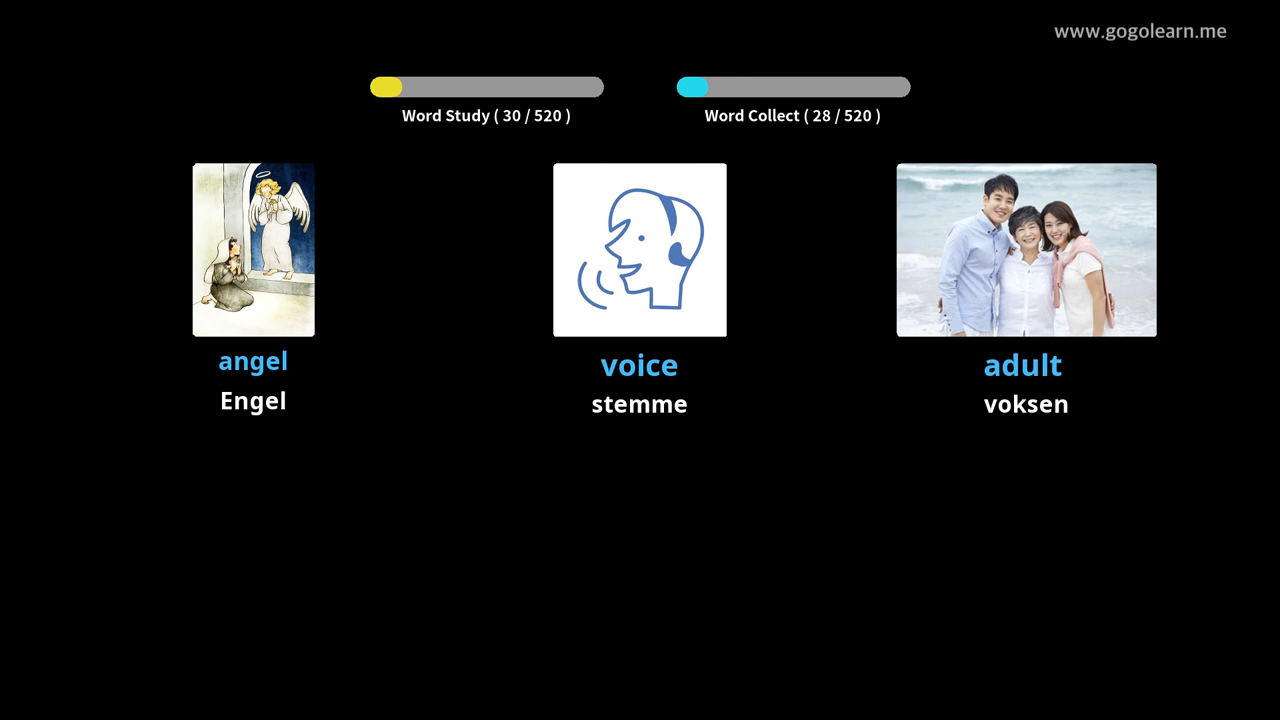 www.gogolearn.me
Word Study ( 30 / 520 )
Word Collect ( 28 / 520 )
angel
Engel
voice
stemme
adult
voksen